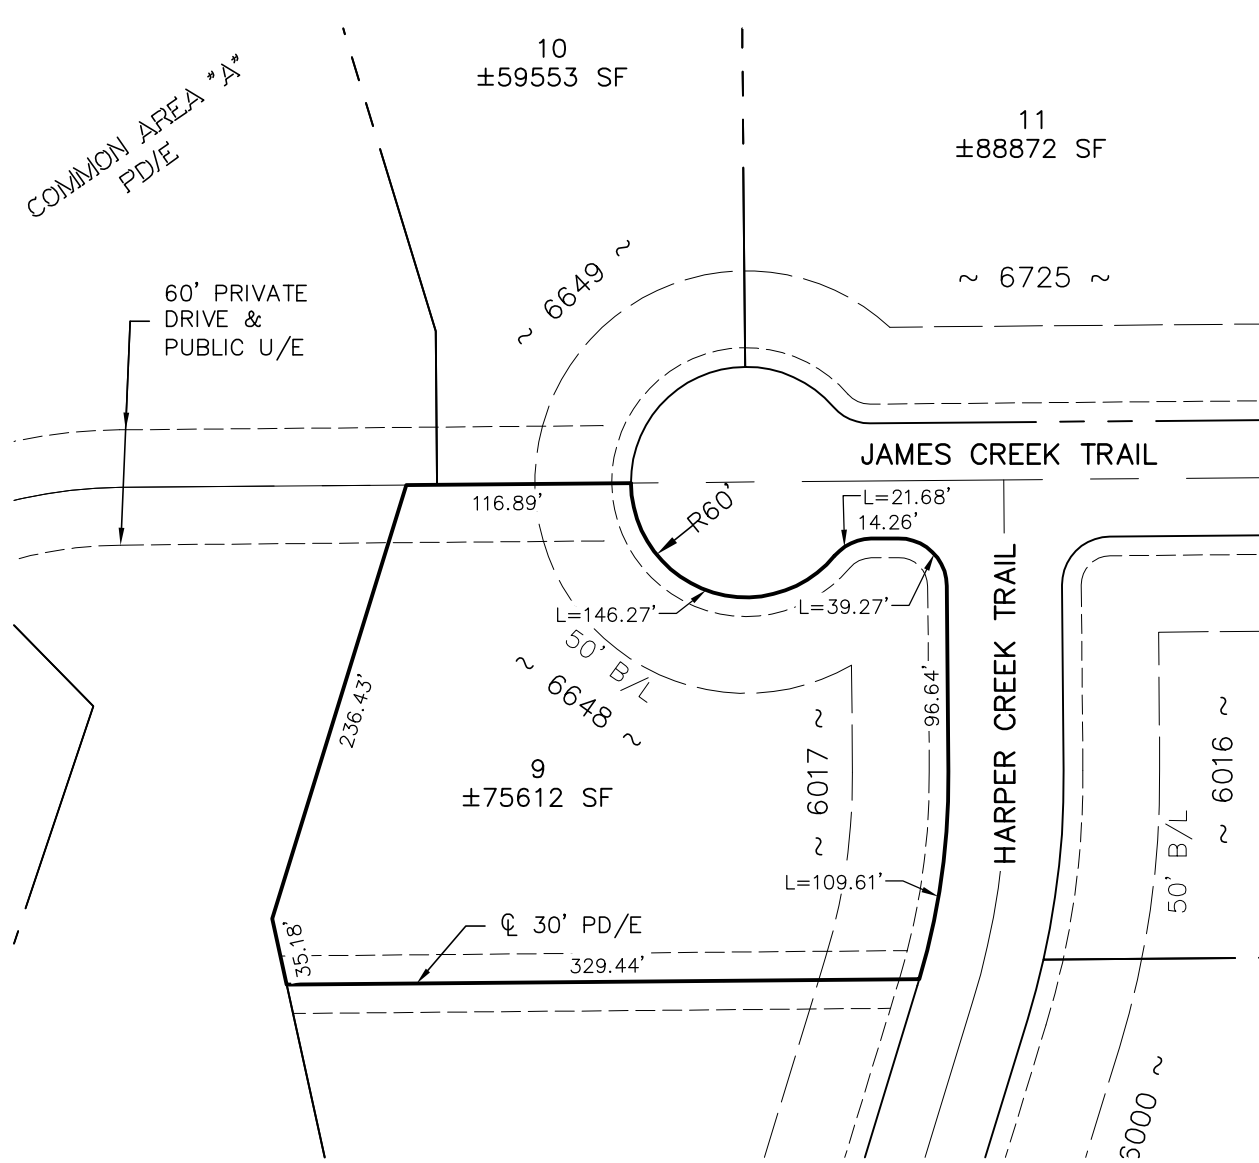 10
±59553 SF
COMMON AREA "A"
PD/E
11
±88872 SF
~ 6649 ~
~ 6725 ~
60' PRIVATE
DRIVE &
PUBLIC U/E
JAMES CREEK TRAIL
116.89'
R60'
L=21.68'
14.26'
L=146.27'
L=39.27'
HARPER CREEK TRAIL
50' B/L
~ 6648 ~
236.43'
96.64'
~ 6017 ~
~ 6016 ~
9
±75612 SF
50' B/L
L=109.61'
℄ 30' PD/E
35.18'
329.44'
6000 ~